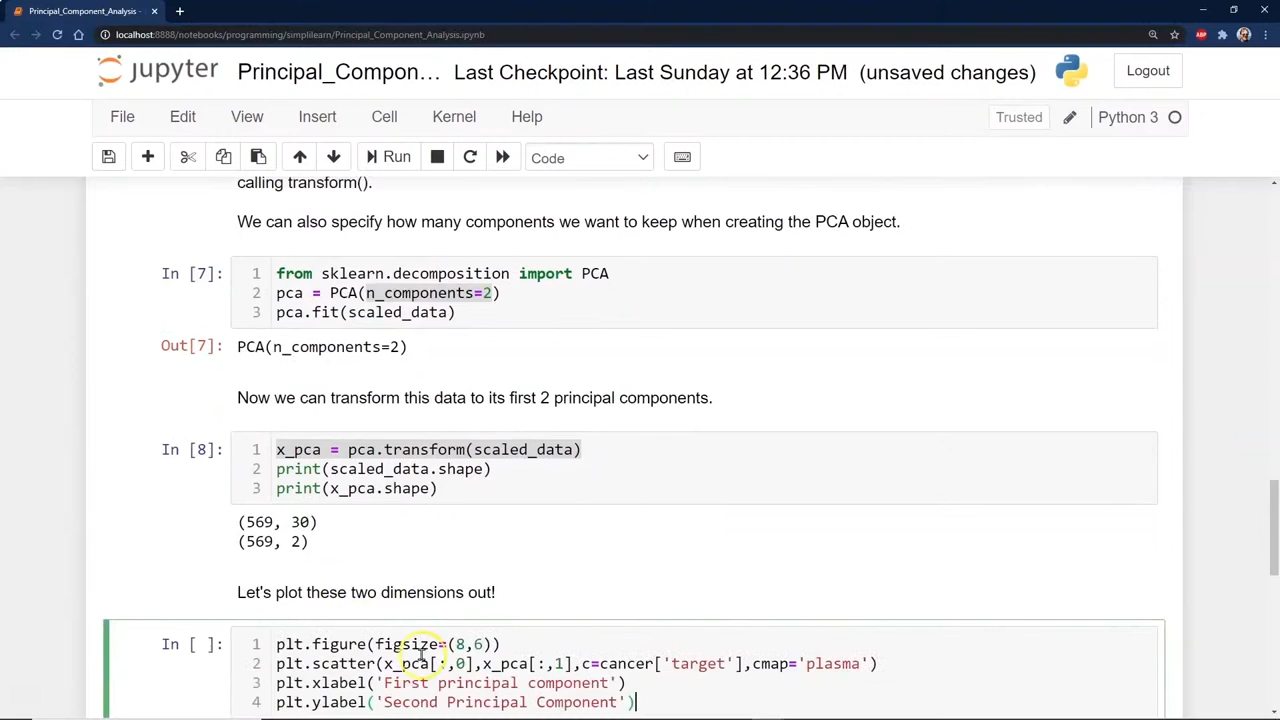 Principal_Component_Analysis -
localhost:8888/notebooks/programming/simplilearn/Principal_Component_Analysis.ipynb
ABP
jupyter Principal_Compon... Last Checkpoint: Last Sunday at 12:36 PM (unsaved changes) Logout
File Edit View Insert Cell Kernel Help Trusted Python 3
Run Code
calling transform().
We can also specify how many components we want to keep when creating the PCA object.
In [7]: 1 from sklearn.decomposition import PCA
2 pca = PCA(n_components=2)
3 pca.fit(scaled_data)
Out[7]: PCA(n_components=2)
Now we can transform this data to its first 2 principal components.
In [8]: 1 x_pca = pca.transform(scaled_data)
2 print(scaled_data.shape)
3 print(x_pca.shape)
(569, 30)
(569, 2)
Let's plot these two dimensions out!
In [ ]: 1 plt.figure(figsize=(8,6))
2 plt.scatter(x_pca[:,0],x_pca[:,1],c=cancer['target'],cmap='plasma')
3 plt.xlabel('First principal component')
4 plt.ylabel('Second Principal Component')